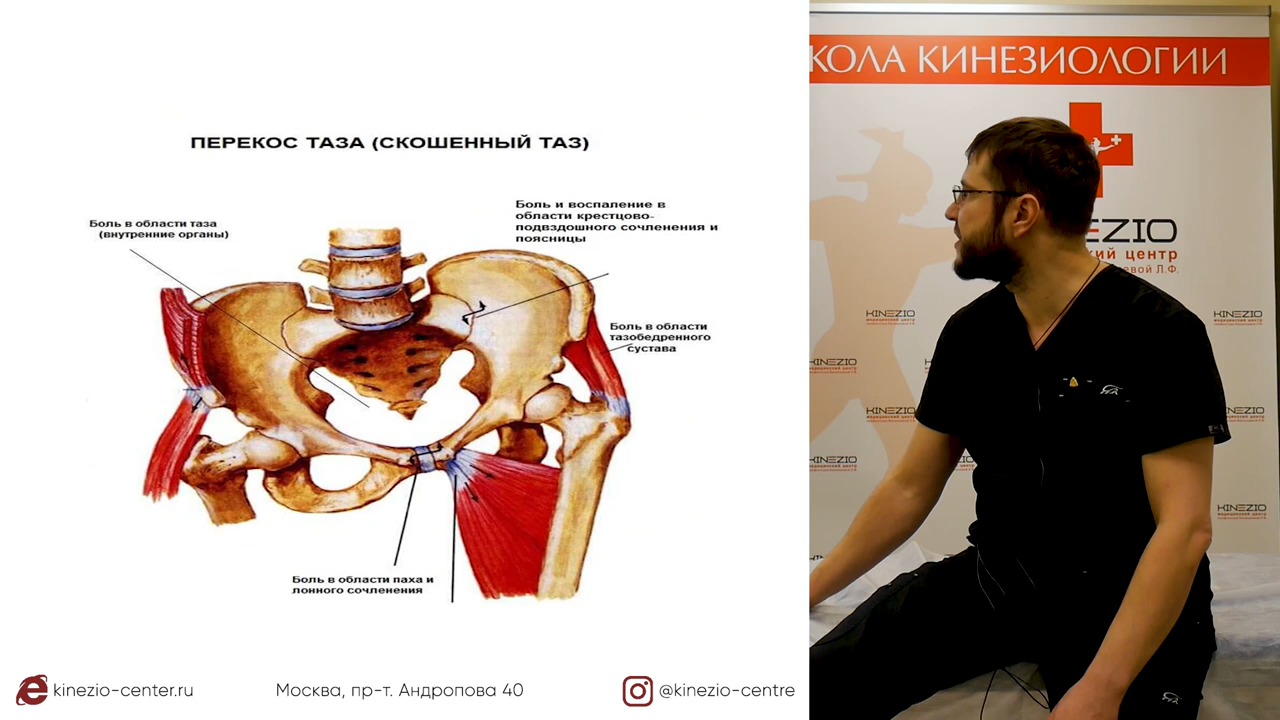 ПЕРЕКОС ТАЗА (СКОШЕННЫЙ ТАЗ)
Боль в области таза
(внутренние органы)
Боль и воспаление в
области крестцово-
подвздошного сочленения и
поясницы
Боль в области
тазобедренного
сустава
Боль в области паха и
лонного сочленения
kinezio-center.ru
Москва, пр-т. Андропова 40
@kinezio-centre
КОЛА КИНЕЗИОЛОГИИ
EZIO
кий центр
евой Л.Ф.
KINEZIO
KINEZIO
KINEZIO
KINEZIO
KINEZIO
KINEZIO